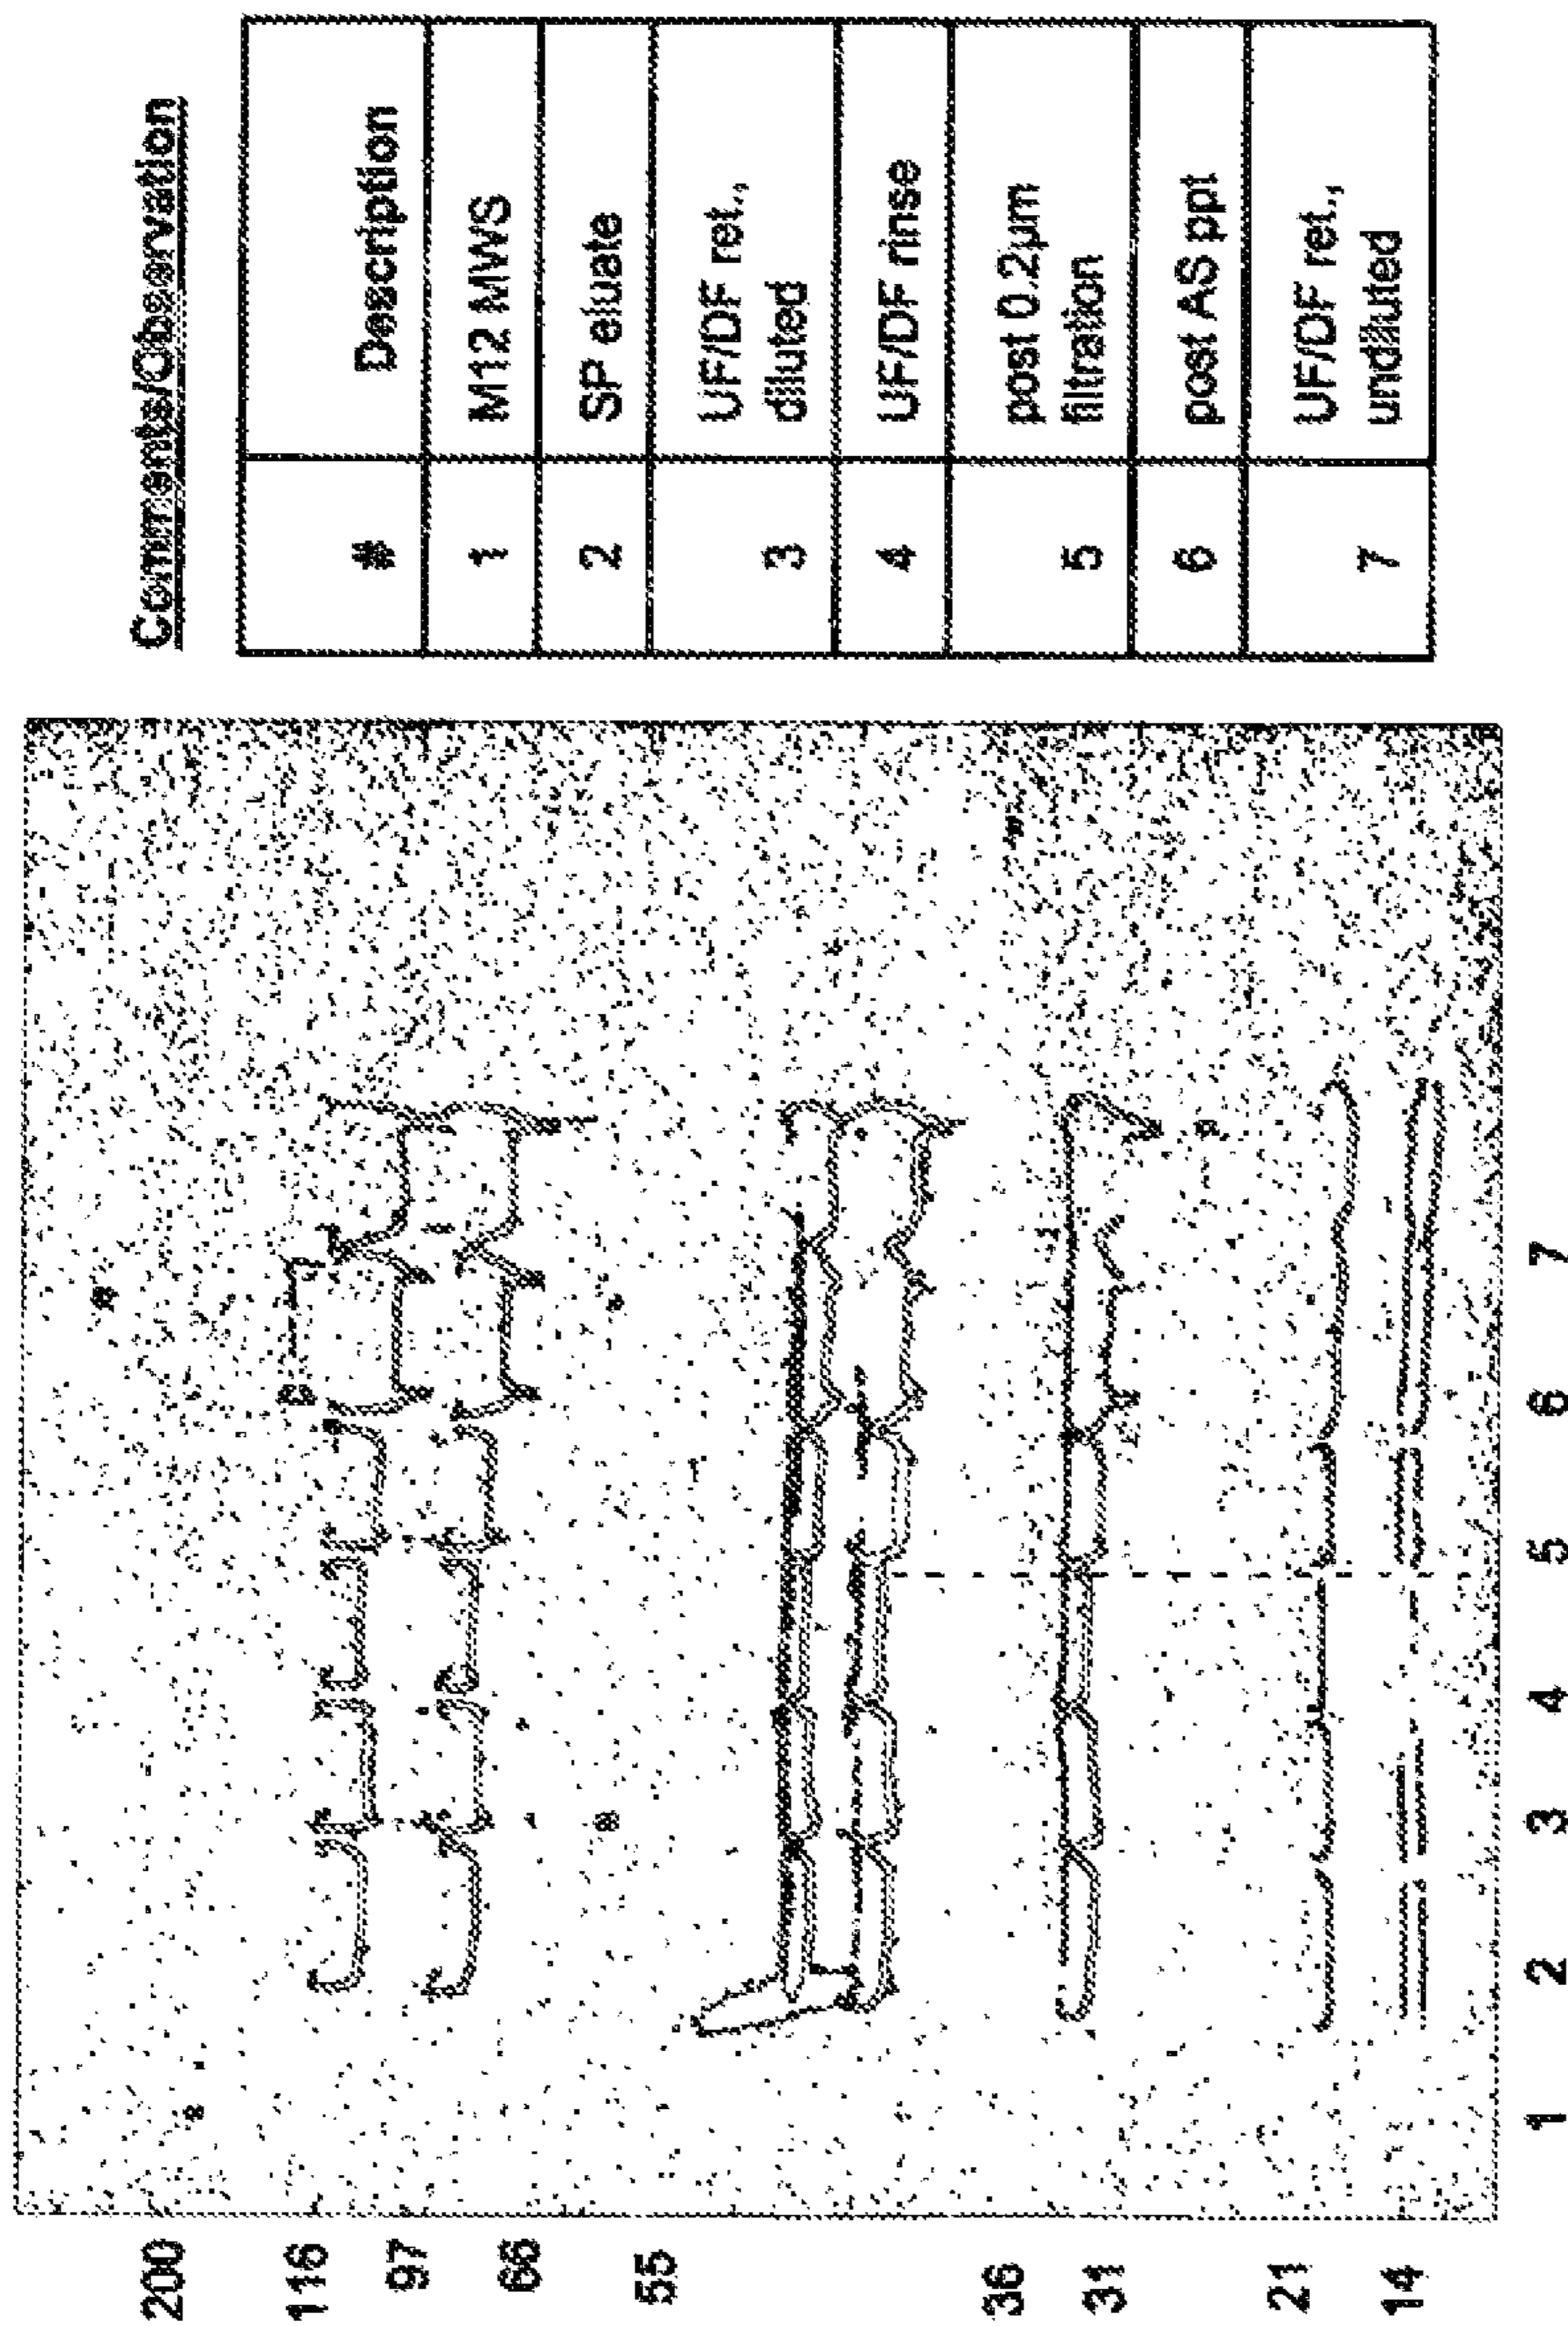 200
116
97
66
55
36
31
21
14
1 2 3 4 5 6 7
Comments/Observation
# Description
1 M12 MWS
2 SP eluate
3 UF/DF ret.,
diluted
4 UF/DF rinse
5 post 0.2µm
filtration
6 post AS ppt
7 UF/DF ret.,
undiluted